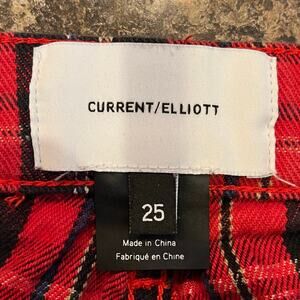 CURRENT/ELLIOTT
25
Made in China
Fabriqué en Chine